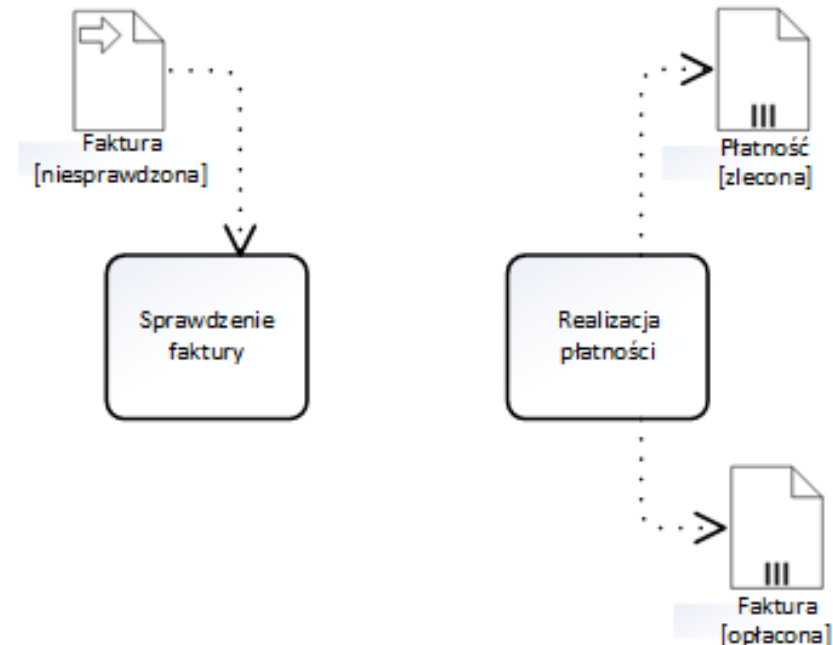 Faktura
[niesprawdzona]
Płatność
[zlecona]
Sprawdzenie
faktury
Realizacja
płatności
Faktura
[opłacona]